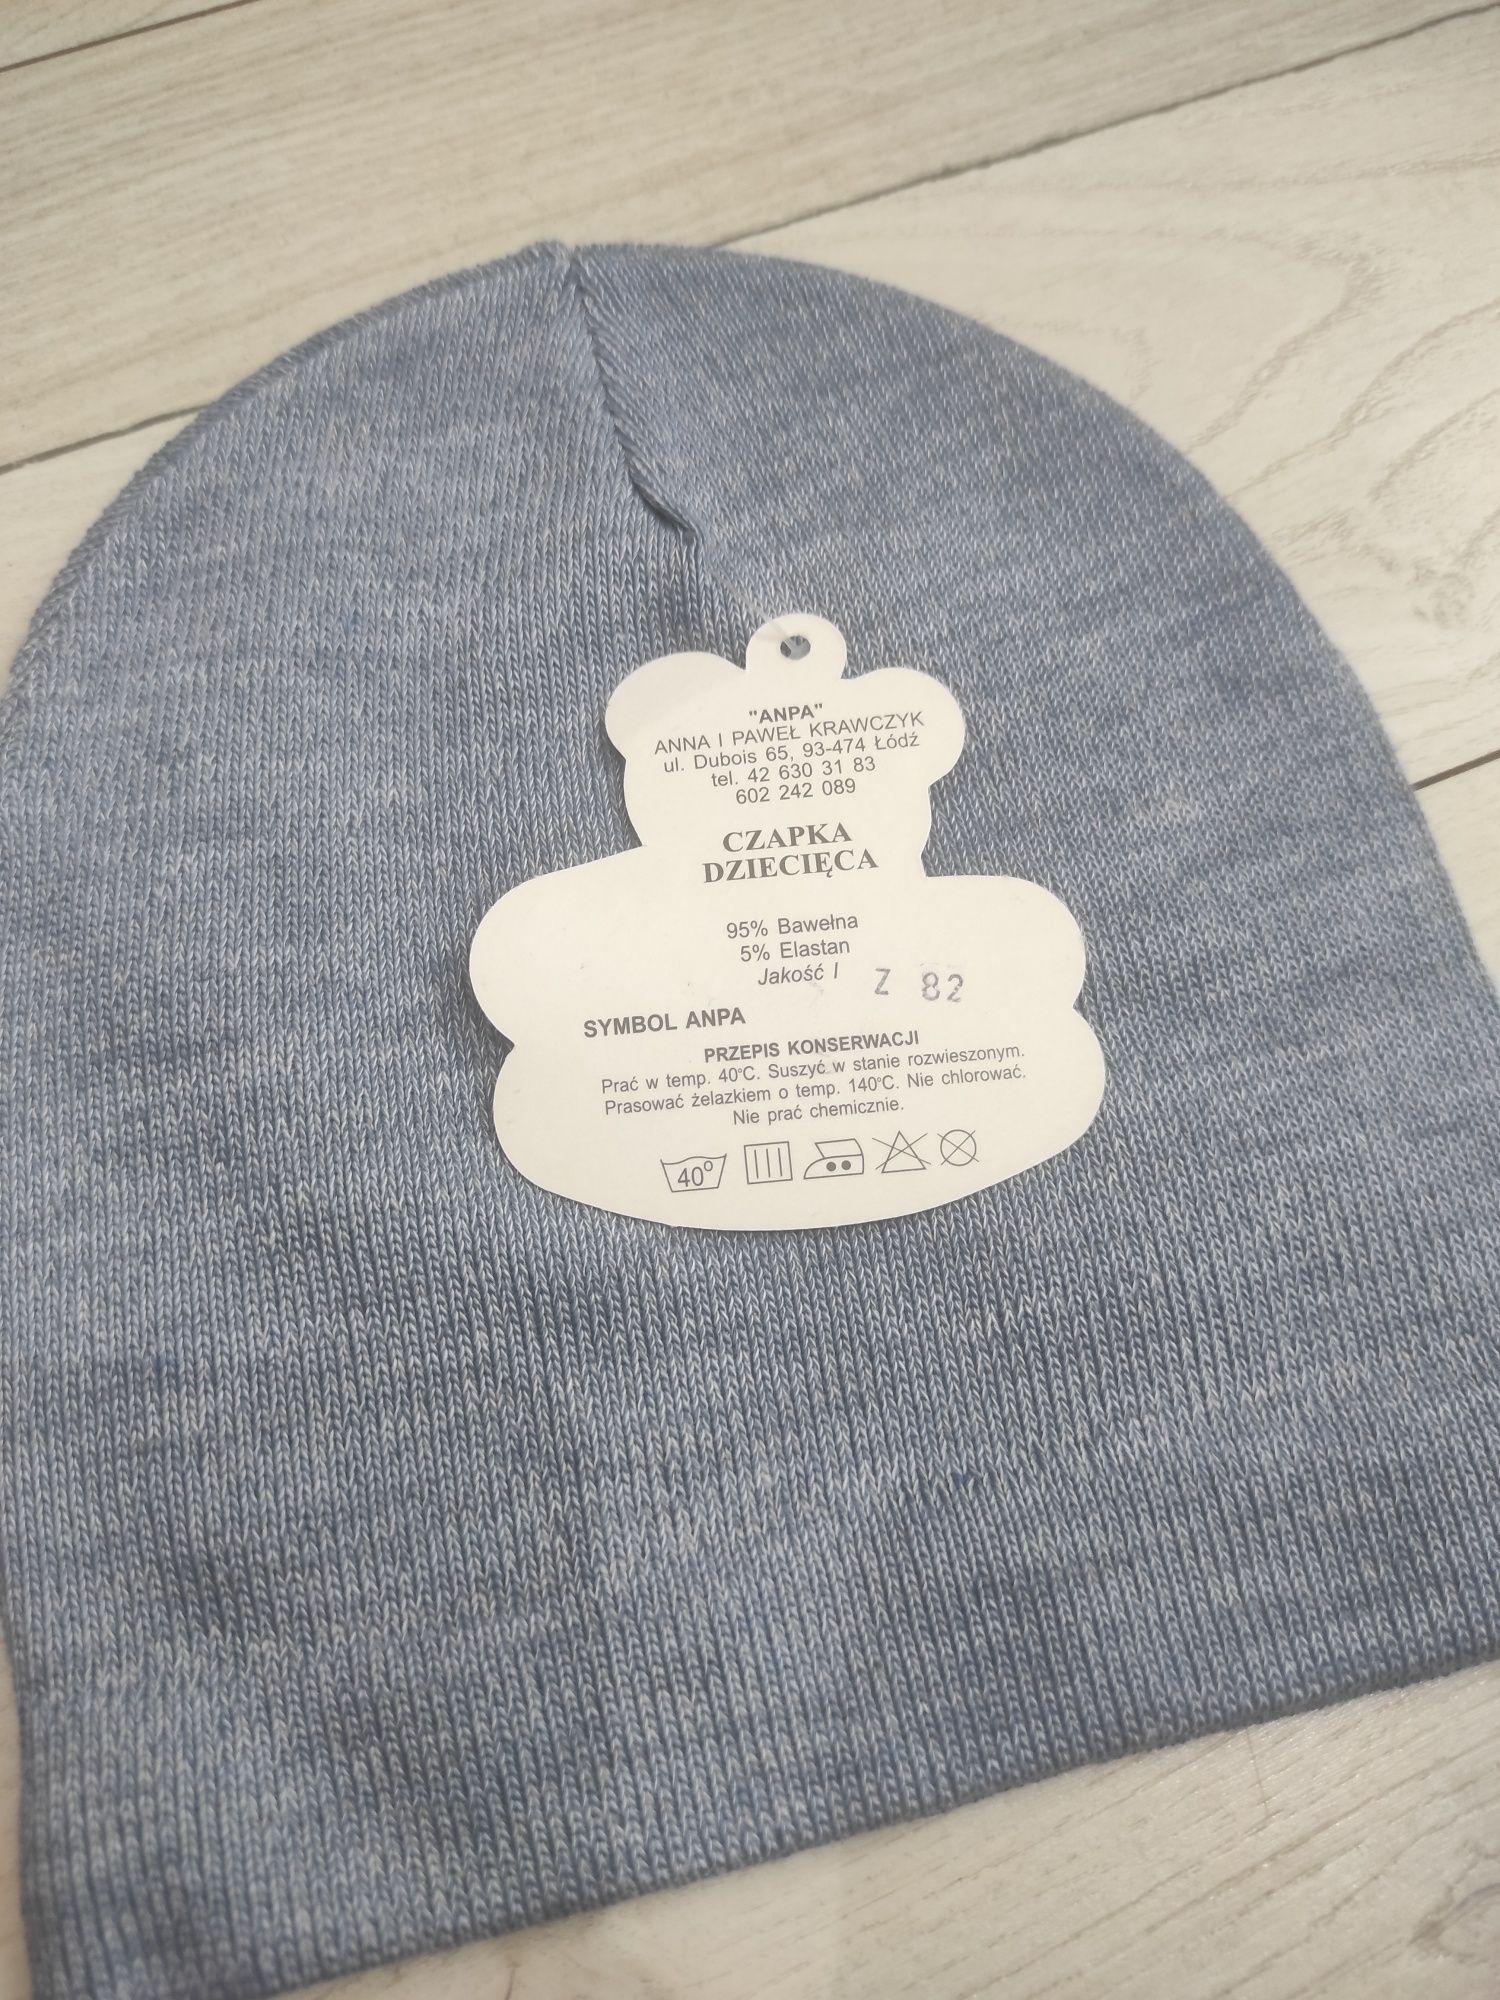 "ANPA"
ANNA I PAWEŁ KRAWCZYK
ul. Dubois 65, 93-474 Łódź
tel. 42 630 31 83
602 242 089
CZAPKA
DZIECIĘCA
95% Bawełna
5% Elastan
Jakość I
Z 82
SYMBOL ANPA
PRZEPIS KONSERWACJI
Prać w temp. 40°C. Suszyć w stanie rozwieszonym.
Prasować żelazkiem o temp. 140°C. Nie chlorować.
Nie prać chemicznie.
40°